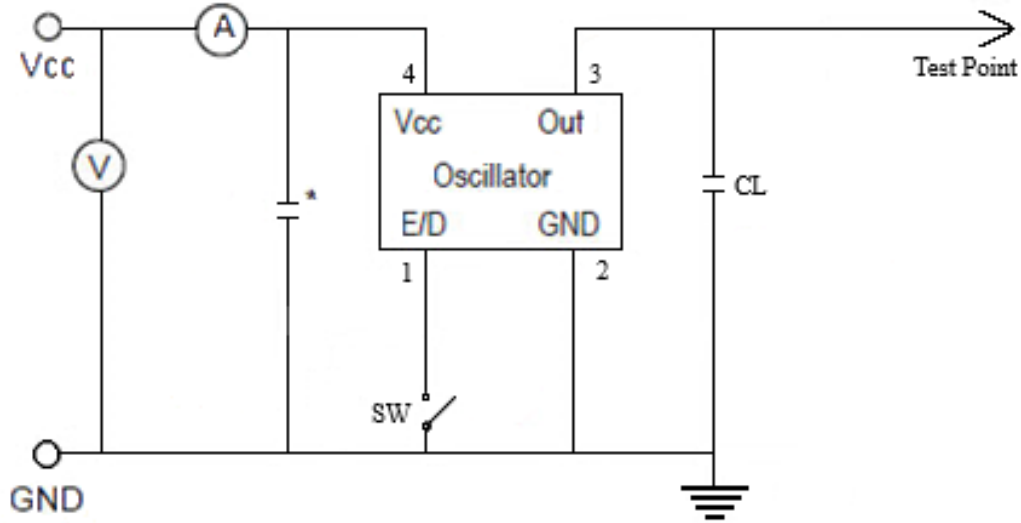 A
Vcc
4
3
Test Point
Vcc
Out
V
Oscillator
*
CL
E/D
GND
1
2
SW
GND